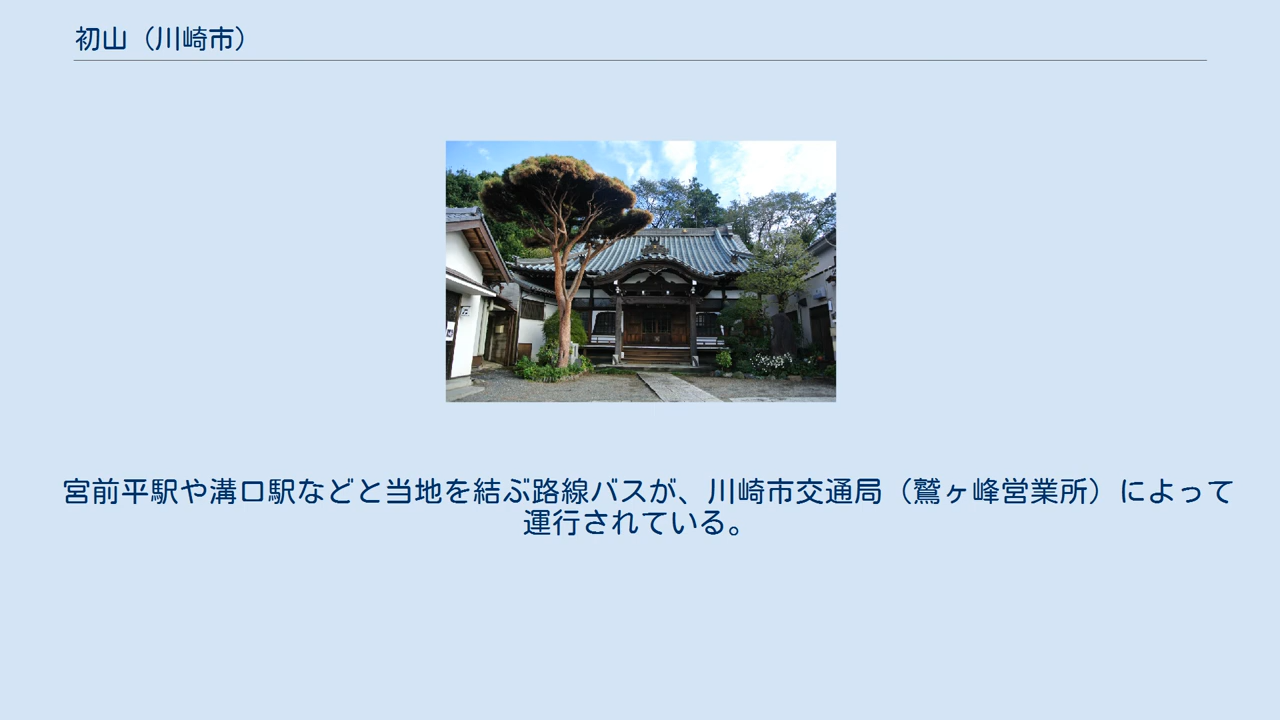 初山（川崎市）
宮前平駅や溝口駅などと当地を結ぶ路線バスが、川崎市交通局（鷲ヶ峰営業所）によって
運行されている。